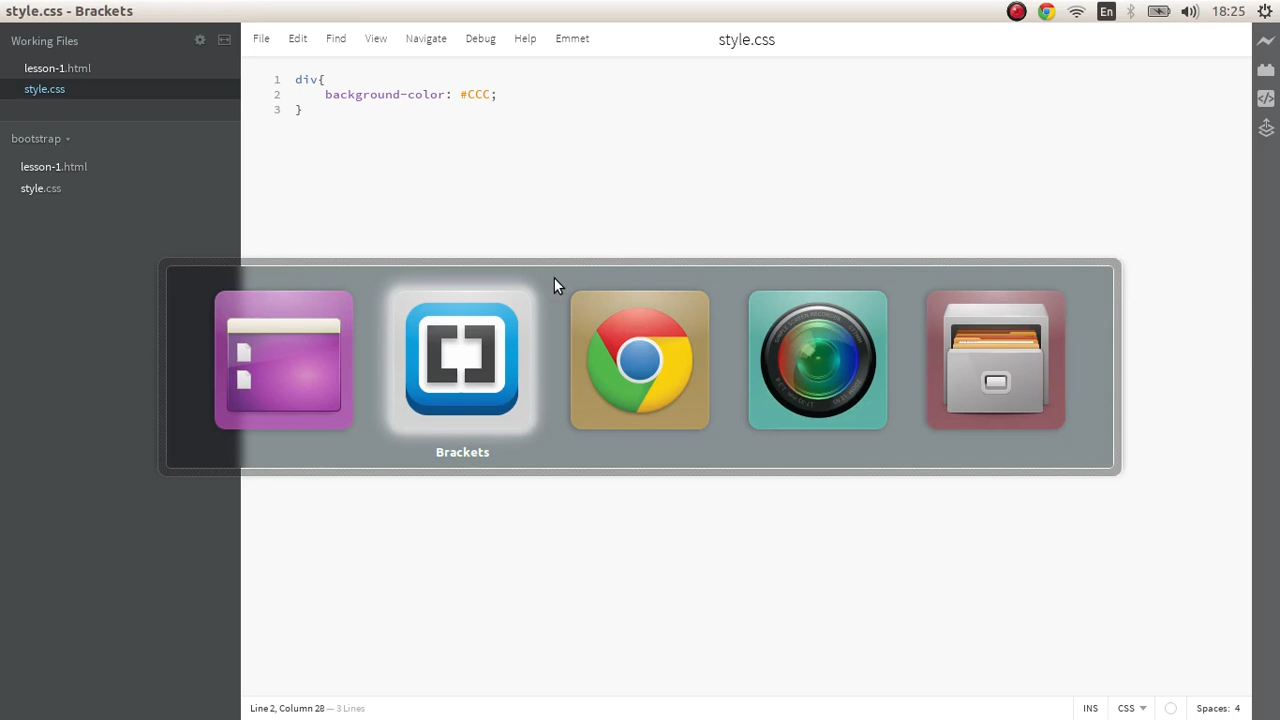 style.css - Brackets
En
18:25
Working Files
lesson-1.html
style.css
bootstrap
lesson-1.html
style.css
File Edit Find View Navigate Debug Help Emmet
style.css
1 div{
2 background-color: #CCC;
3 }
Brackets
Line 2, Column 28 — 3 Lines
INS
CSS
Spaces: 4